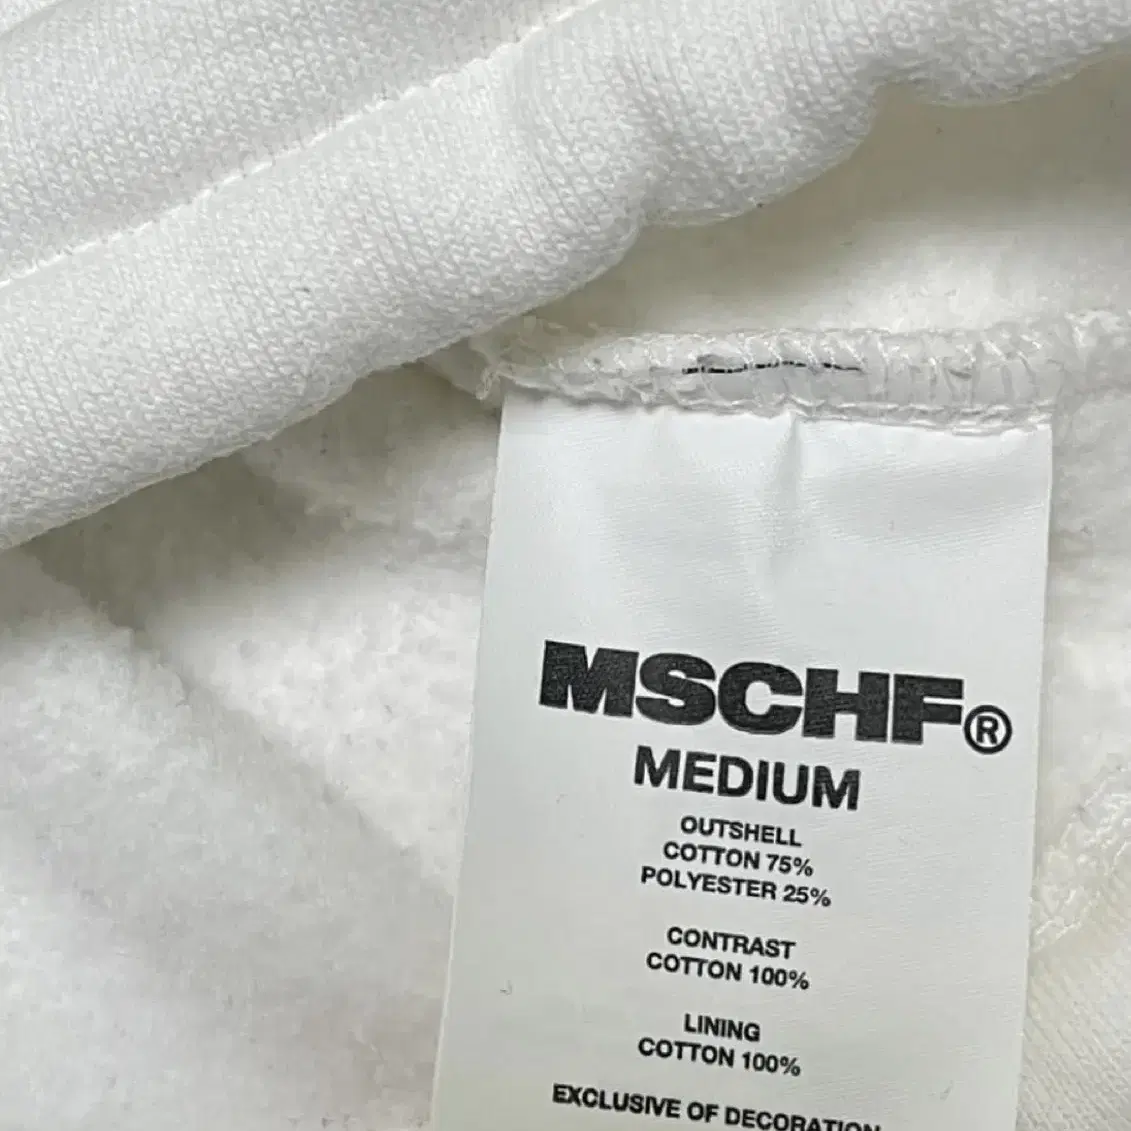 MSCHF®
MEDIUM
OUTSHELL
COTTON 75%
POLYESTER 25%
CONTRAST
COTTON 100%
LINING
COTTON 100%
EXCLUSIVE OF DECORATION